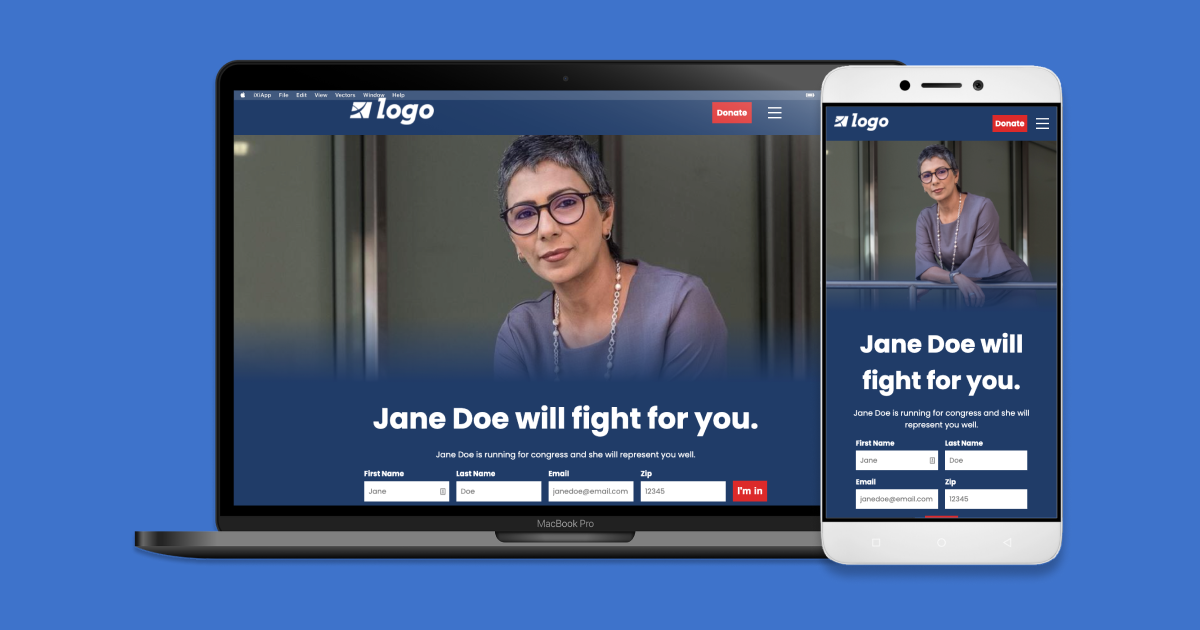 iXiApp File Edit View Vectors Window Help
logo
Donate
Jane Doe will fight for you.
Jane Doe is running for congress and she will represent you well.
First Name Last Name Email Zip
Jane Doe janedoe@email.com 12345 I'm in
MacBook Pro
logo
Donate
Jane Doe will
fight for you.
Jane Doe is running for congress and she will
represent you well.
First Name Last Name
Jane Doe
Email Zip
janedoe@email.com 12345